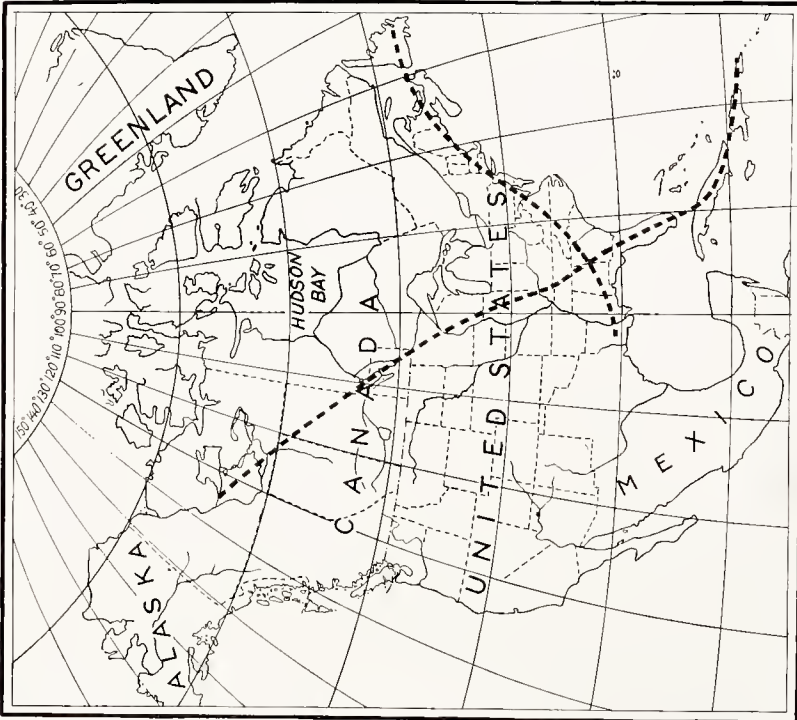 GREENLAND
150° 140° 130° 120° 110° 100° 90° 80° 70° 60° 50° 40° 30°
ALASKA
HUDSON
BAY
CANADA
UNITED STATES
MEXICO